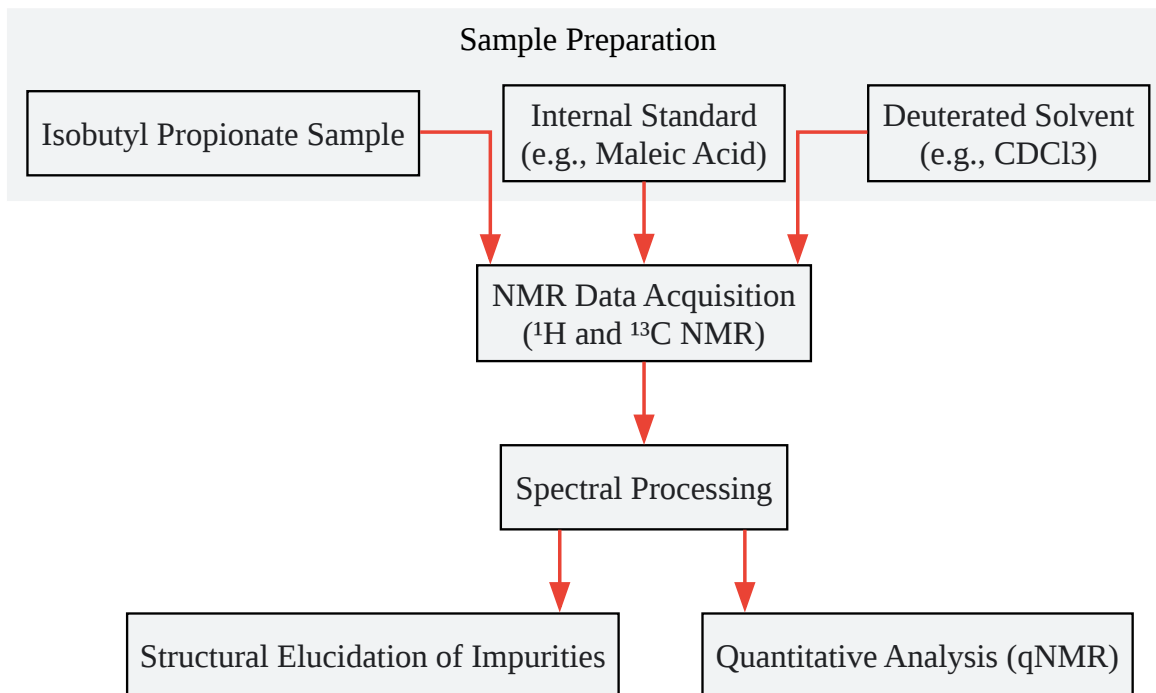 Sample Preparation
Isobutyl Propionate Sample
Internal Standard
(e.g., Maleic Acid)
Deuterated Solvent
(e.g., CDCl3)
NMR Data Acquisition
(¹H and ¹³C NMR)
Spectral Processing
Structural Elucidation of Impurities
Quantitative Analysis (qNMR)